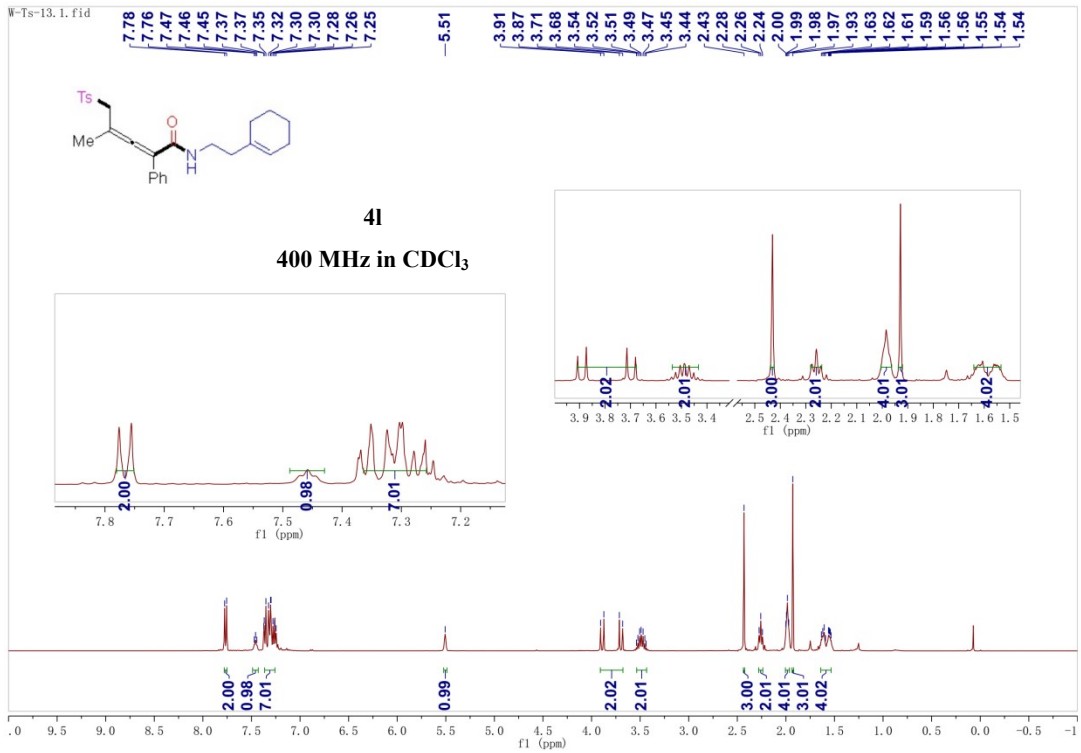 W-Ts-13.1.fid
7.78 7.76 7.47 7.46 7.45 7.37 7.37 7.35 7.32 7.30 7.30 7.28 7.26 7.25 5.51 3.91 3.87 3.71 3.68 3.54 3.52 3.51 3.49 3.47 3.45 3.44 2.43 2.28 2.26 2.24 2.00 1.99 1.98 1.97 1.93 1.63 1.62 1.61 1.59 1.56 1.56 1.55 1.54 1.54
Ts
O
Me
N
H
Ph
4l
400 MHz in CDCl₃
2.02 2.01 3.00 2.01 4.01 3.01 4.02
3.9 3.8 3.7 3.6 3.5 3.4 2.5 2.4 2.3 2.2 2.1 2.0 1.9 1.8 1.7 1.6 1.5
f1 (ppm)
2.00 0.98 7.01
7.8 7.7 7.6 7.5 7.4 7.3 7.2
f1 (ppm)
2.00 0.98 7.01 0.99 2.02 2.01 3.00 2.01 4.01 3.01 4.02
.0 9.5 9.0 8.5 8.0 7.5 7.0 6.5 6.0 5.5 5.0 4.5 4.0 3.5 3.0 2.5 2.0 1.5 1.0 0.5 0.0 -0.5 -1
f1 (ppm)